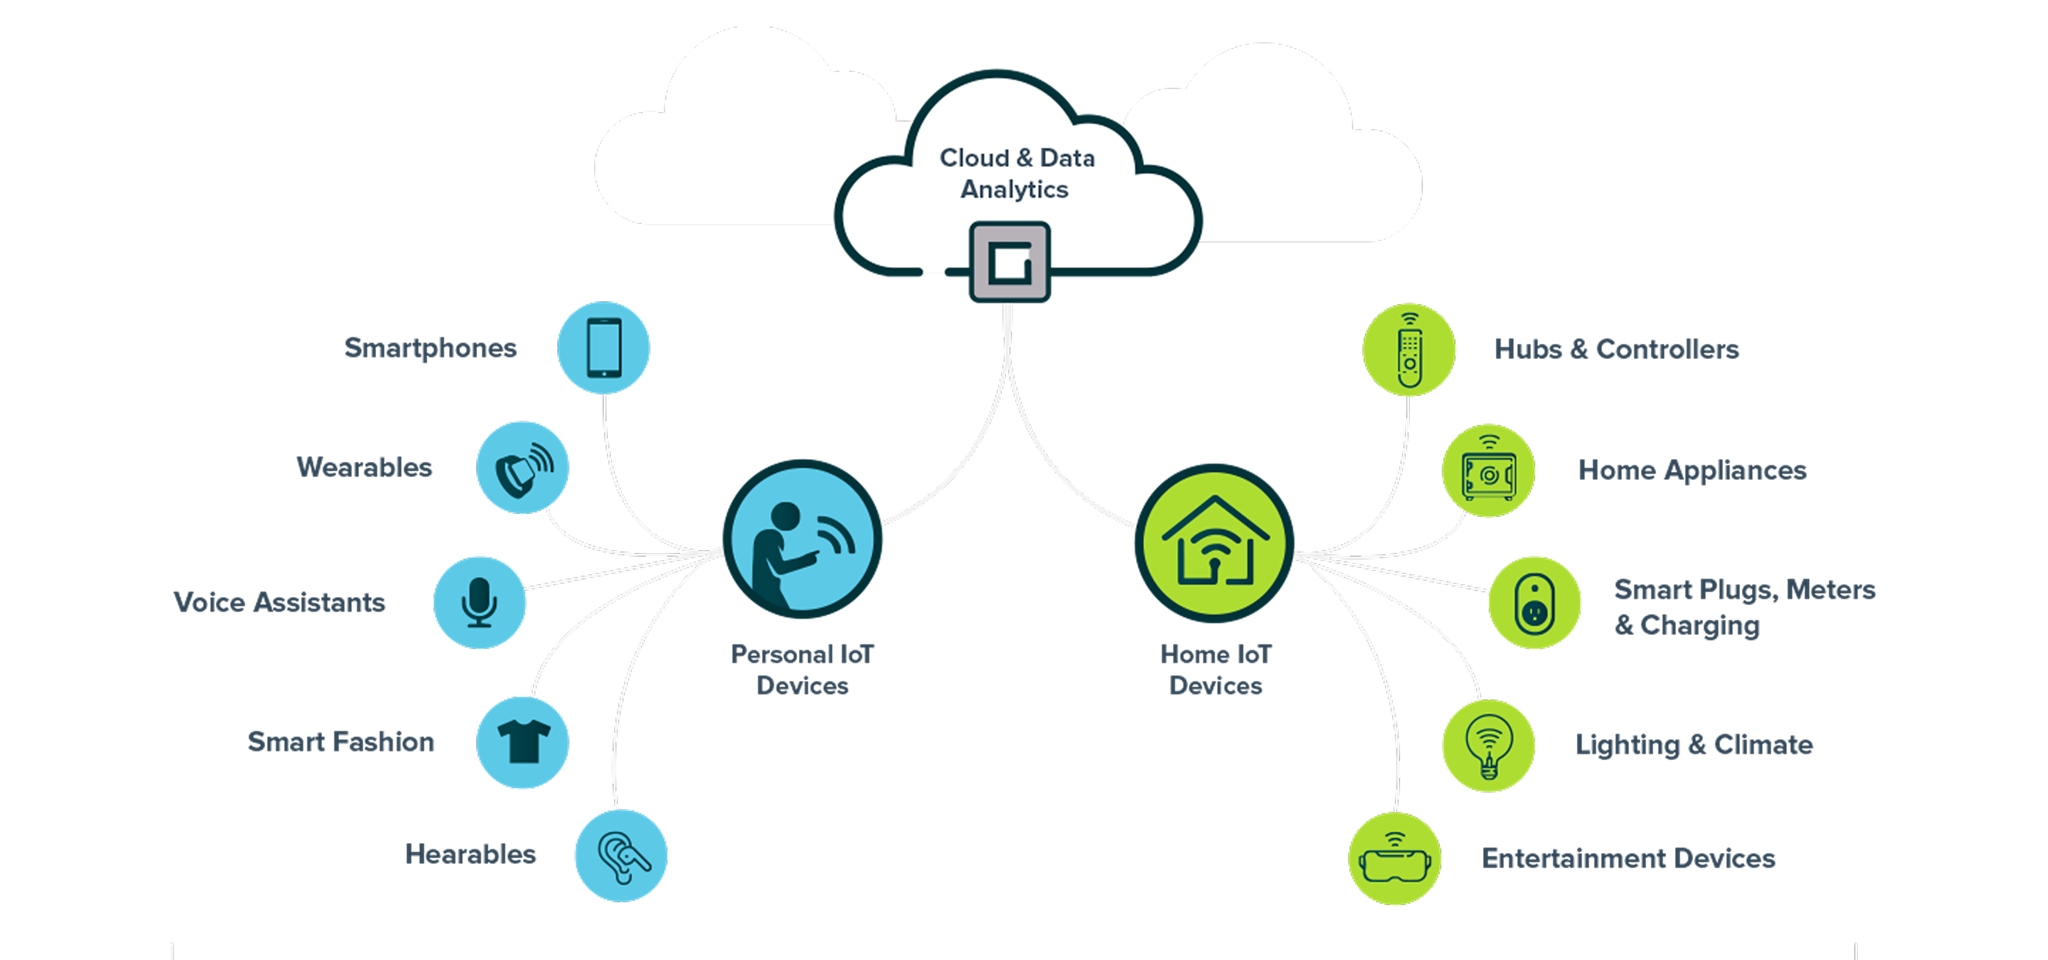 Cloud & Data
Analytics
Smartphones
Wearables
Voice Assistants
Smart Fashion
Hearables
Personal IoT
Devices
Home IoT
Devices
Hubs & Controllers
Home Appliances
Smart Plugs, Meters
& Charging
Lighting & Climate
Entertainment Devices